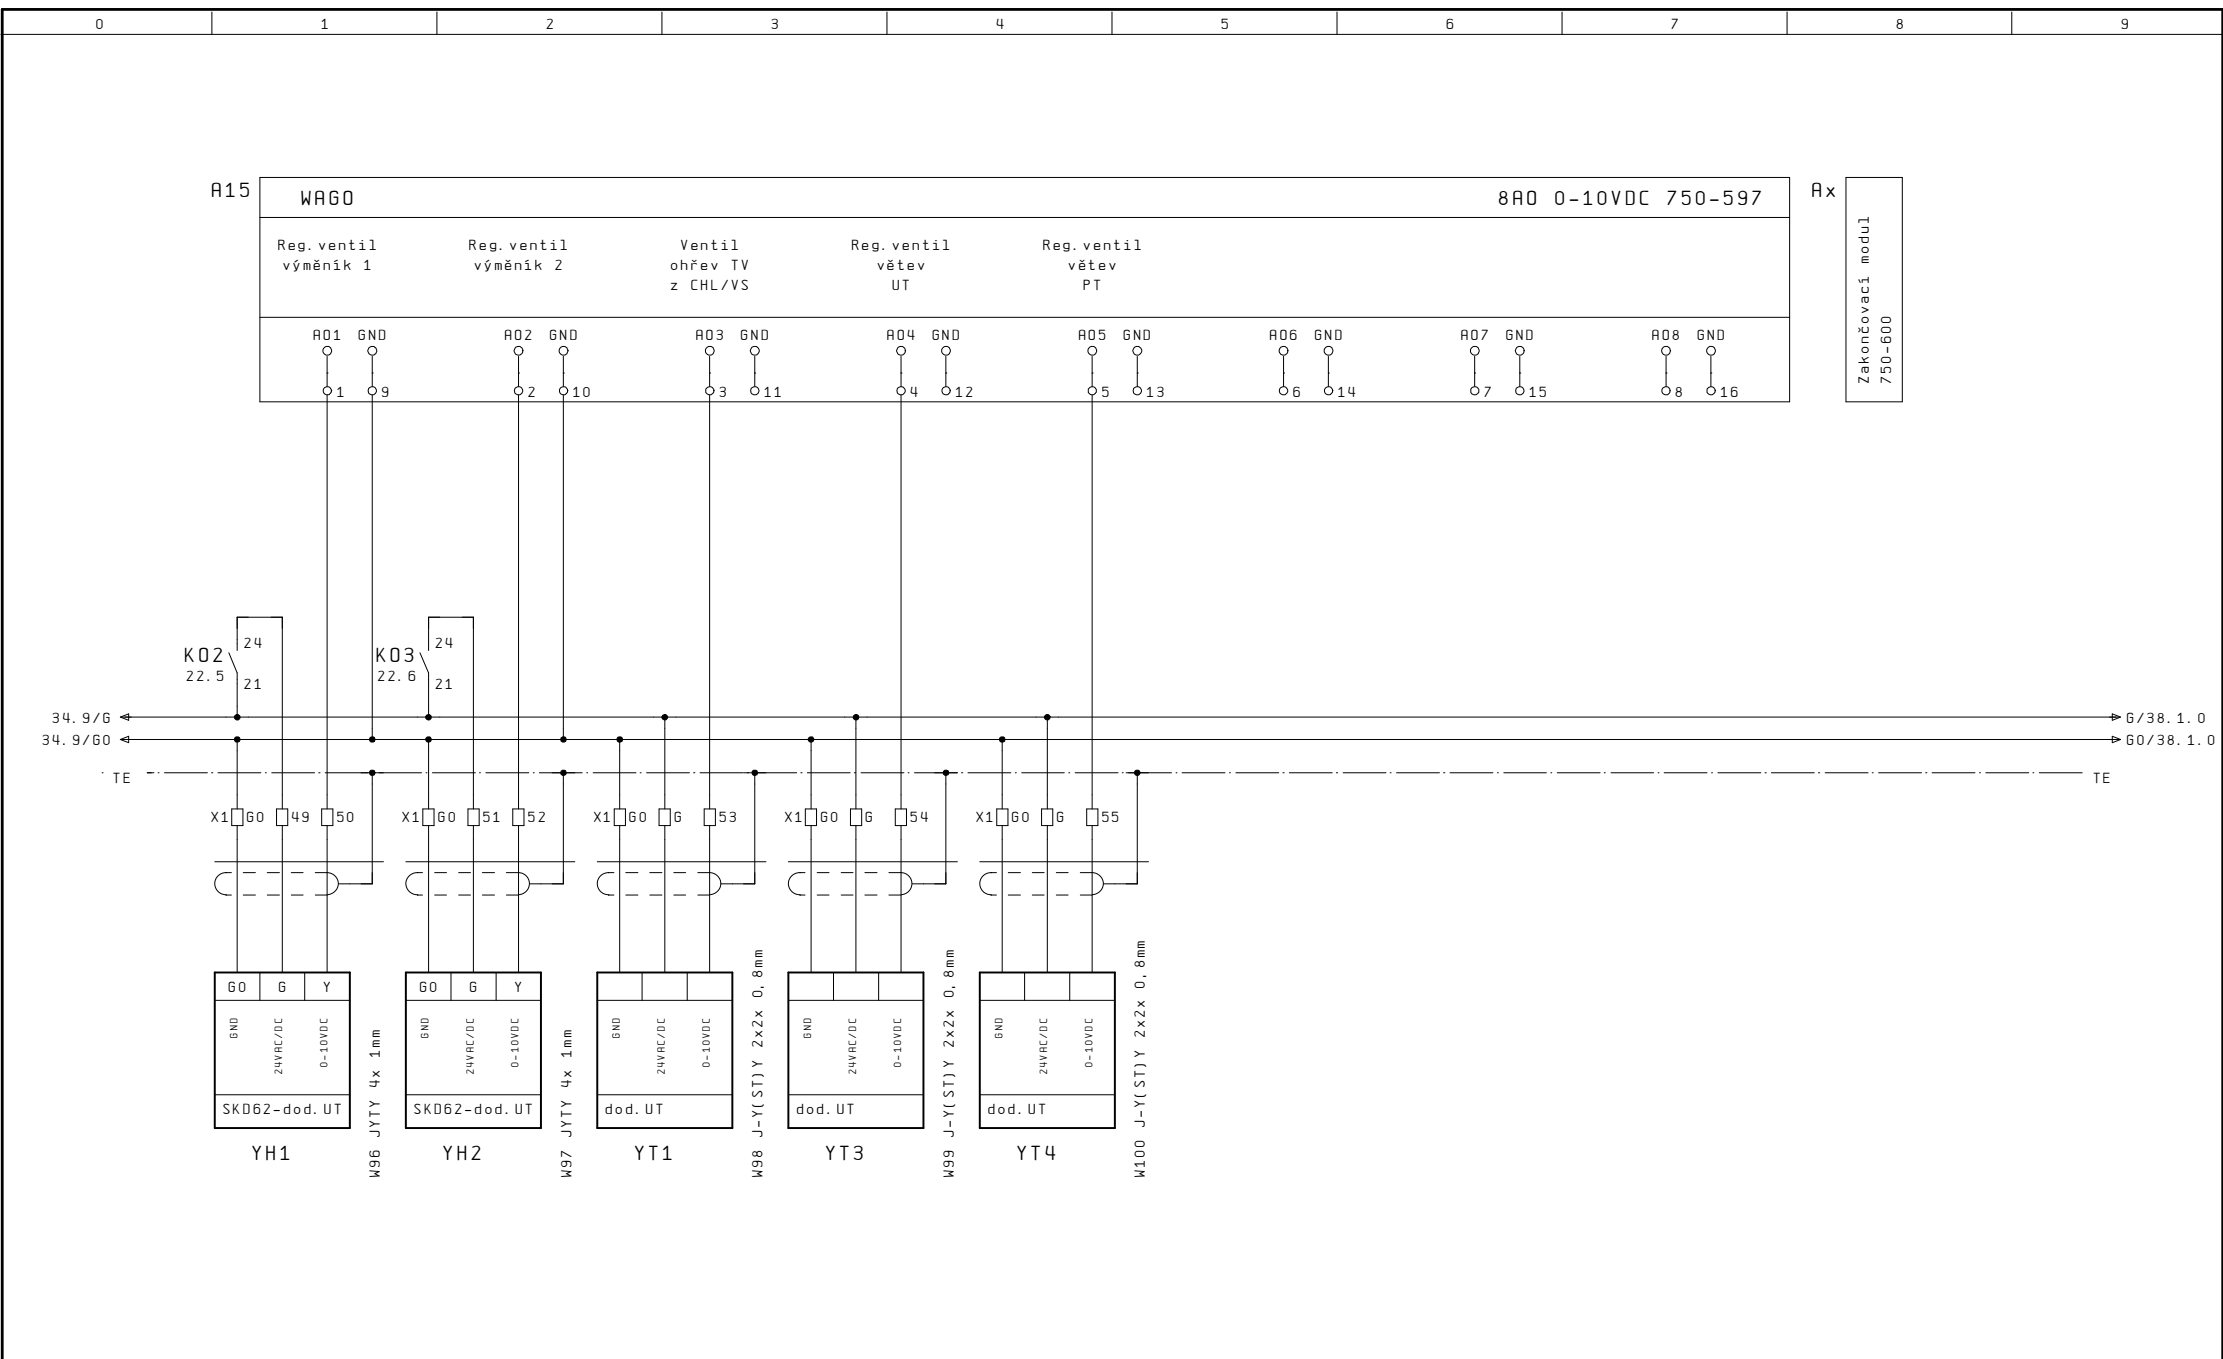 0 1 2 3 4 5 6 7 8 9
A15 WAGO 8AO 0-10VDC 750-597 Ax
Reg.ventil Reg.ventil Ventil Reg.ventil Reg.ventil
výměník 1 výměník 2 ohřev TV větev větev
z CHL/VS UT PT
Zakončovací modul
750-600
AO1 GND AO2 GND AO3 GND AO4 GND AO5 GND AO6 GND AO7 GND AO8 GND
1 9 2 10 3 11 4 12 5 13 6 14 7 15 8 16
24 24
K02 K03
22.5 22.6
21 21
34.9/G G/38.1.0
34.9/G0 G0/38.1.0
TE TE
X1 G0 49 50 X1 G0 51 52 X1 G0 G 53 X1 G0 G 54 X1 G0 G 55
G0 G Y G0 G Y
GND 24VAC/DC 0-10VDC GND 24VAC/DC 0-10VDC GND 24VAC/DC 0-10VDC GND 24VAC/DC 0-10VDC GND 24VAC/DC 0-10VDC
SKD62-dod.UT SKD62-dod.UT dod.UT dod.UT dod.UT
YH1 YH2 YT1 YT3 YT4
W96 JYTY 4x 1mm
W97 JYTY 4x 1mm
W98 J-Y(ST)Y 2x2x 0,8mm
W99 J-Y(ST)Y 2x2x 0,8mm
W100 J-Y(ST)Y 2x2x 0,8mm